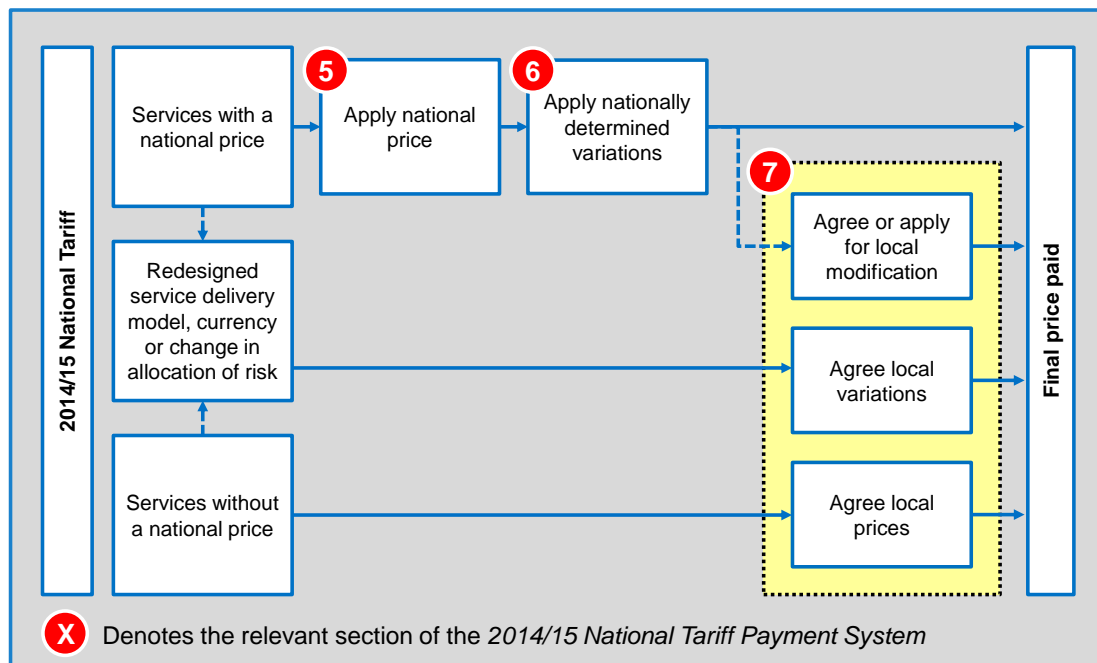 2014/15 National Tariff
Services with a
national price
5
Apply national
price
6
Apply nationally
determined
variations
7
Agree or apply
for local
modification
Redesigned
service delivery
model, currency
or change in
allocation of risk
Agree local
variations
Services without
a national price
Agree local
prices
Final price paid
X Denotes the relevant section of the 2014/15 National Tariff Payment System